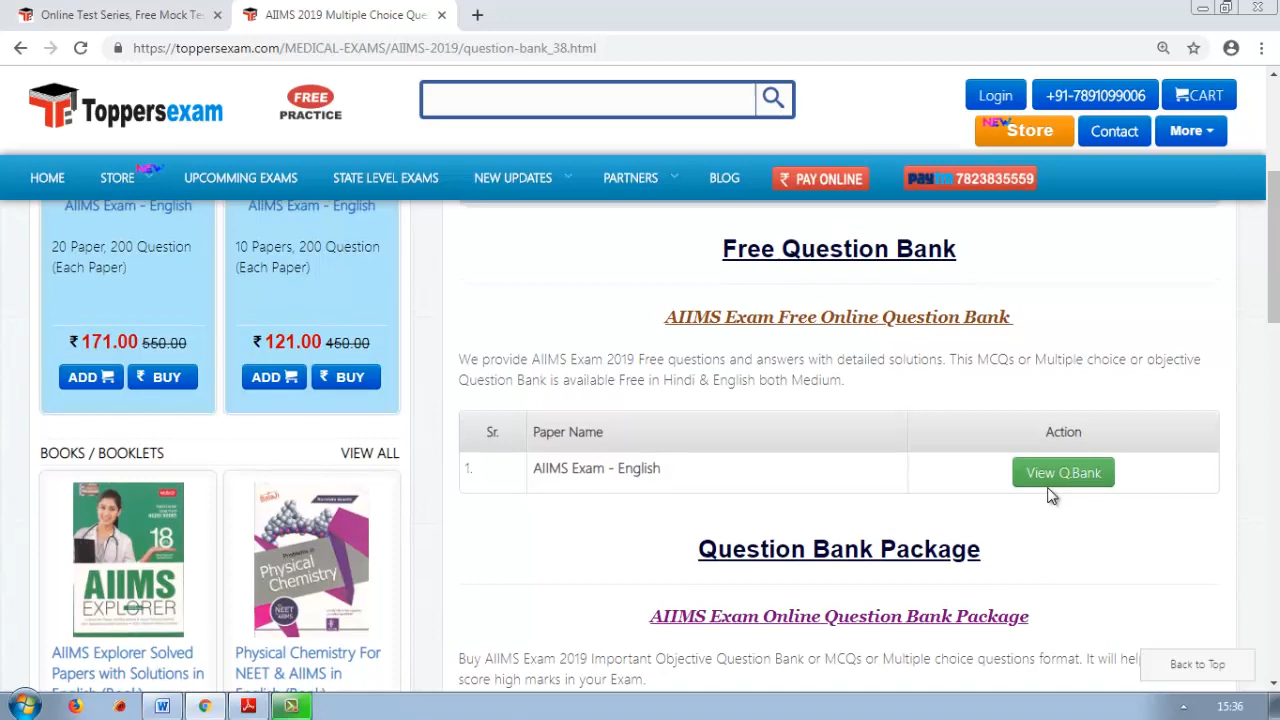 Online Test Series, Free Mock Te
AIIMS 2019 Multiple Choice Que
https://toppersexam.com/MEDICAL-EXAMS/AIIMS-2019/question-bank_38.html
Toppersexam
FREE
PRACTICE
Login
+91-7891099006
CART
NEW
Store
Contact
More
HOME
STORE
NEW
UPCOMMING EXAMS
STATE LEVEL EXAMS
NEW UPDATES
PARTNERS
BLOG
₹ PAY ONLINE
paytm 7823835559
AIIMS Exam - English
20 Paper, 200 Question
(Each Paper)
₹ 171.00 550.00
ADD
₹ BUY
AIIMS Exam - English
10 Papers, 200 Question
(Each Paper)
₹ 121.00 450.00
ADD
₹ BUY
BOOKS / BOOKLETS
VIEW ALL
18
AIIMS
EXPLORER
AIIMS Explorer Solved
Papers with Solutions in
Physical
Chemistry
NEET
Physical Chemistry For
NEET & AIIMS in
Free Question Bank
AIIMS Exam Free Online Question Bank
We provide AIIMS Exam 2019 Free questions and answers with detailed solutions. This MCQs or Multiple choice or objective
Question Bank is available Free in Hindi & English both Medium.
Sr.
Paper Name
Action
1.
AIIMS Exam - English
View Q.Bank
Question Bank Package
AIIMS Exam Online Question Bank Package
Buy AIIMS Exam 2019 Important Objective Question Bank or MCQs or Multiple choice questions format. It will hel
score high marks in your Exam.
Back to Top
15:36